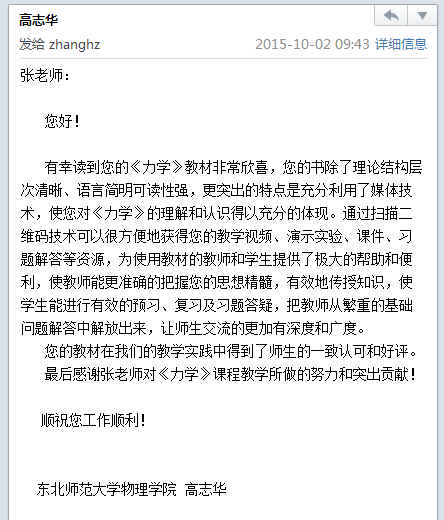 高志华
发给 zhanghz 2015-10-02 09:43 详细信息
张老师：
您好！
有幸读到您的《力学》教材非常欣喜，您的书除了理论结构层
次清晰、语言简明可读性强，更突出的特点是充分利用了媒体技
术，使您对《力学》的理解和认识得以充分的体现。通过扫描二
维码技术可以很方便地获得您的教学视频、演示实验、课件、习
题解答等资源，为使用教材的教师和学生提供了极大的帮助和便
利，使教师能更准确的把握您的思想精髓，有效地传授知识，使
学生能进行有效的预习、复习及习题答疑，把教师从繁重的基础
问题解答中解放出来，让师生交流的更加有深度和广度。
您的教材在我们的教学实践中得到了师生的一致认可和好评。
最后感谢张老师对《力学》课程教学所做的努力和突出贡献！
顺祝您工作顺利！
东北师范大学物理学院 高志华